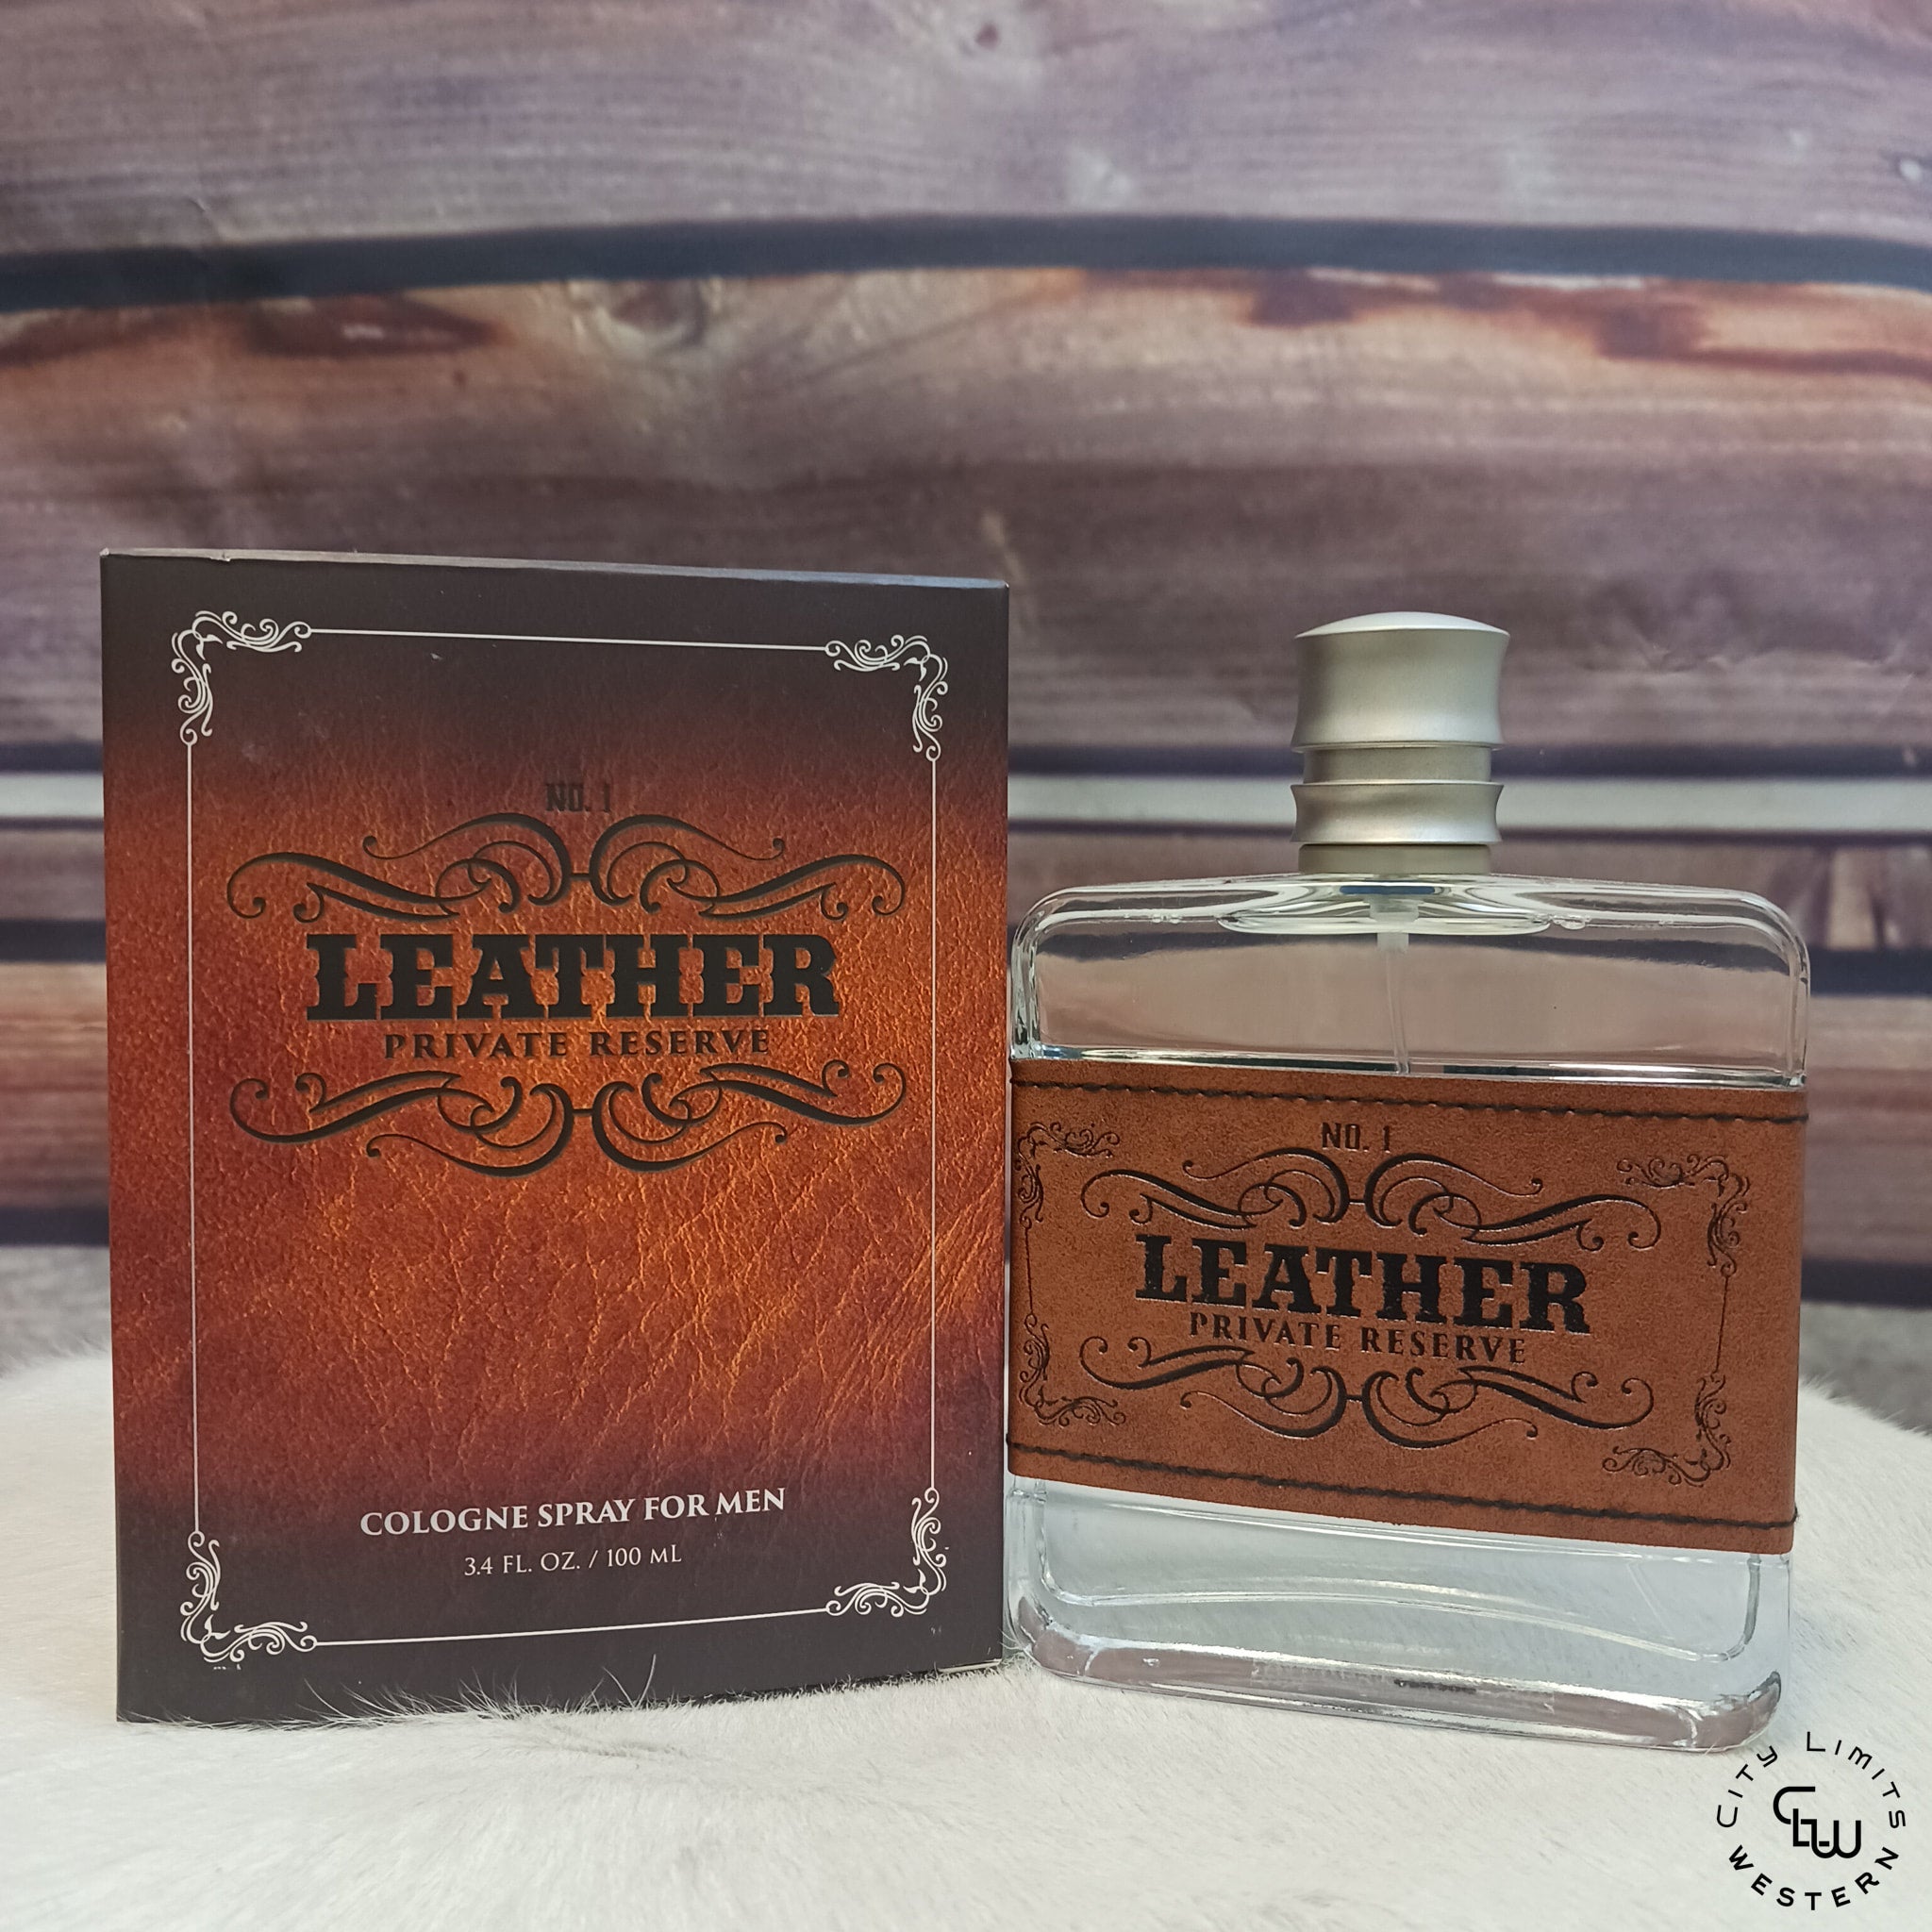 NO. 1
LEATHER
PRIVATE RESERVE
COLOGNE SPRAY FOR MEN
3.4 FL. OZ. / 100 ML
NO. 1
LEATHER
PRIVATE RESERVE
CITY LIMITS
CLW
WESTERN